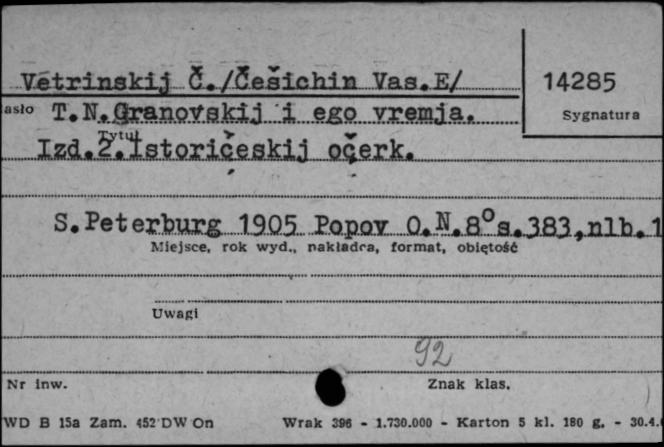 Vetrinskij Č./Češichin Vas.E/
14285
asło T.N.Granovskij i ego vremja.
Sygnatura
Tytuł
Izd.2.Istoričeskij očerk.
S.Peterburg 1905 Popov O.N.8°s.383,nlb.1
Miejsce, rok wyd., nakładca, format, objętość
Uwagi
92
Nr inw.
Znak klas.
WD B 15a Zam. 452 DW On Wrak 396 - 1.730.000 - Karton 5 kl. 180 g. - 30.4.